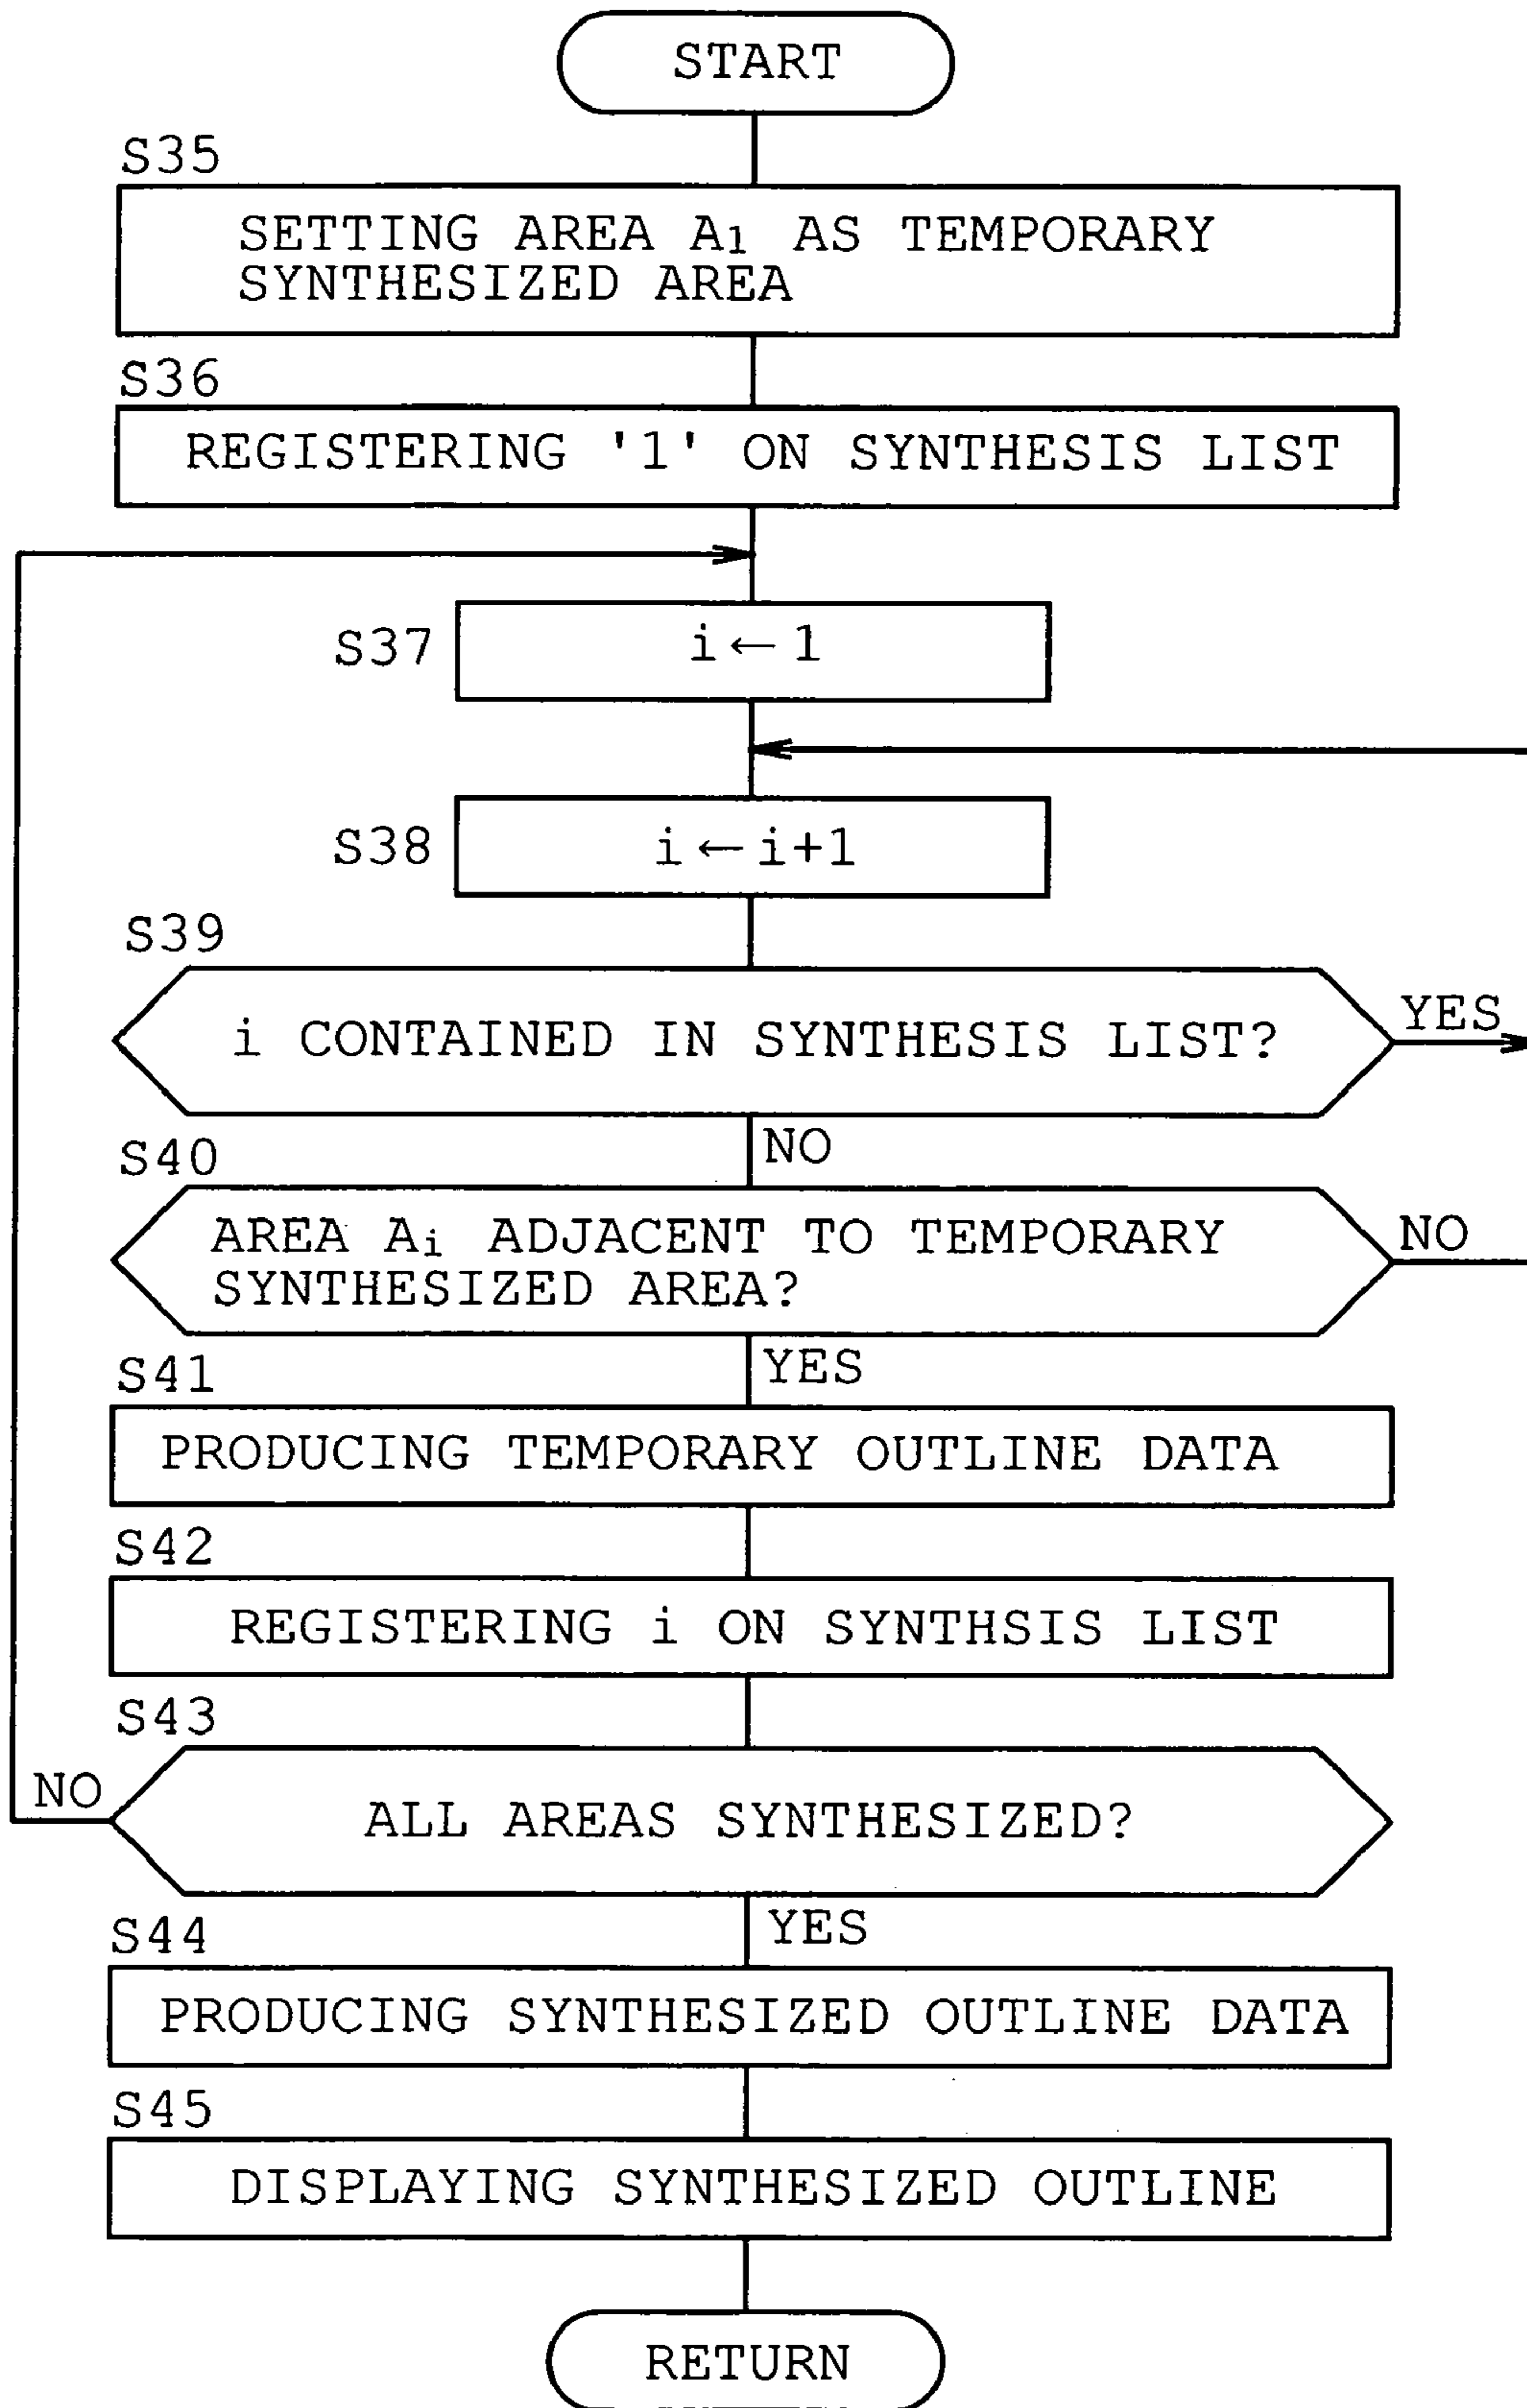 START
S35
SETTING AREA A1 AS TEMPORARY
SYNTHESIZED AREA
S36
REGISTERING '1' ON SYNTHESIS LIST
S37
i ← 1
S38
i ← i+1
S39
i CONTAINED IN SYNTHESIS LIST?
YES
NO
S40
AREA Ai ADJACENT TO TEMPORARY
SYNTHESIZED AREA?
NO
YES
S41
PRODUCING TEMPORARY OUTLINE DATA
S42
REGISTERING i ON SYNTHSIS LIST
S43
NO
ALL AREAS SYNTHESIZED?
YES
S44
PRODUCING SYNTHESIZED OUTLINE DATA
S45
DISPLAYING SYNTHESIZED OUTLINE
RETURN